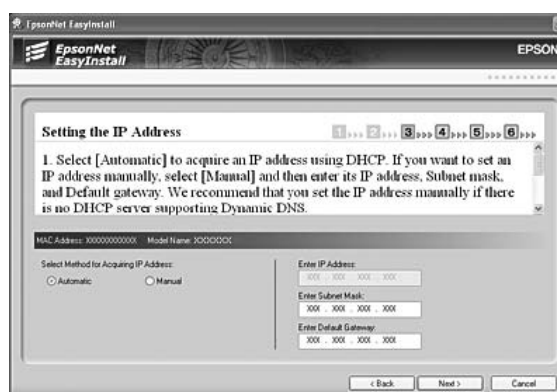 EpsonNet EasyInstall
EpsonNet
EasyInstall
EPSON
Setting the IP Address
1 2 3 4 5 6
1. Select [Automatic] to acquire an IP address using DHCP. If you want to set an
IP address manually, select [Manual] and then enter its IP address, Subnet mask,
and Default gateway. We recommend that you set the IP address manually if there
is no DHCP server supporting Dynamic DNS.
MAC Address: XXXXXXXXXXXX Model Name: XXXXXXX
Select Method for Acquiring IP Address:
Automatic
Manual
Enter IP Address:
XXX . XXX . XXX . XXX
Enter Subnet Mask:
XXX . XXX . XXX . XXX
Enter Default Gateway:
XXX . XXX . XXX . XXX
< Back
Next >
Cancel